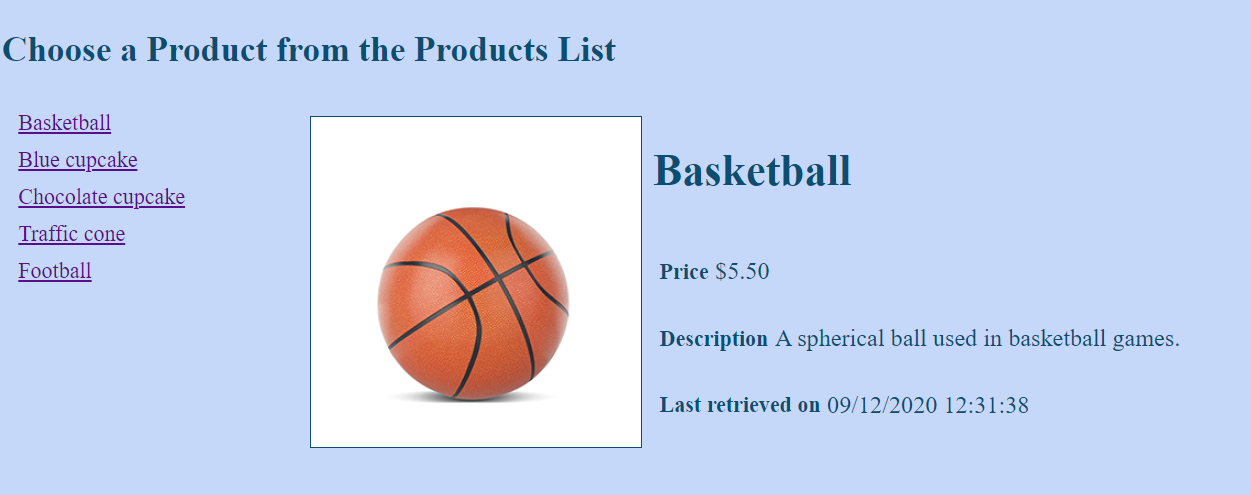 Choose a Product from the Products List
Basketball
Blue cupcake
Chocolate cupcake
Traffic cone
Football
Basketball
Price $5.50
Description A spherical ball used in basketball games.
Last retrieved on 09/12/2020 12:31:38